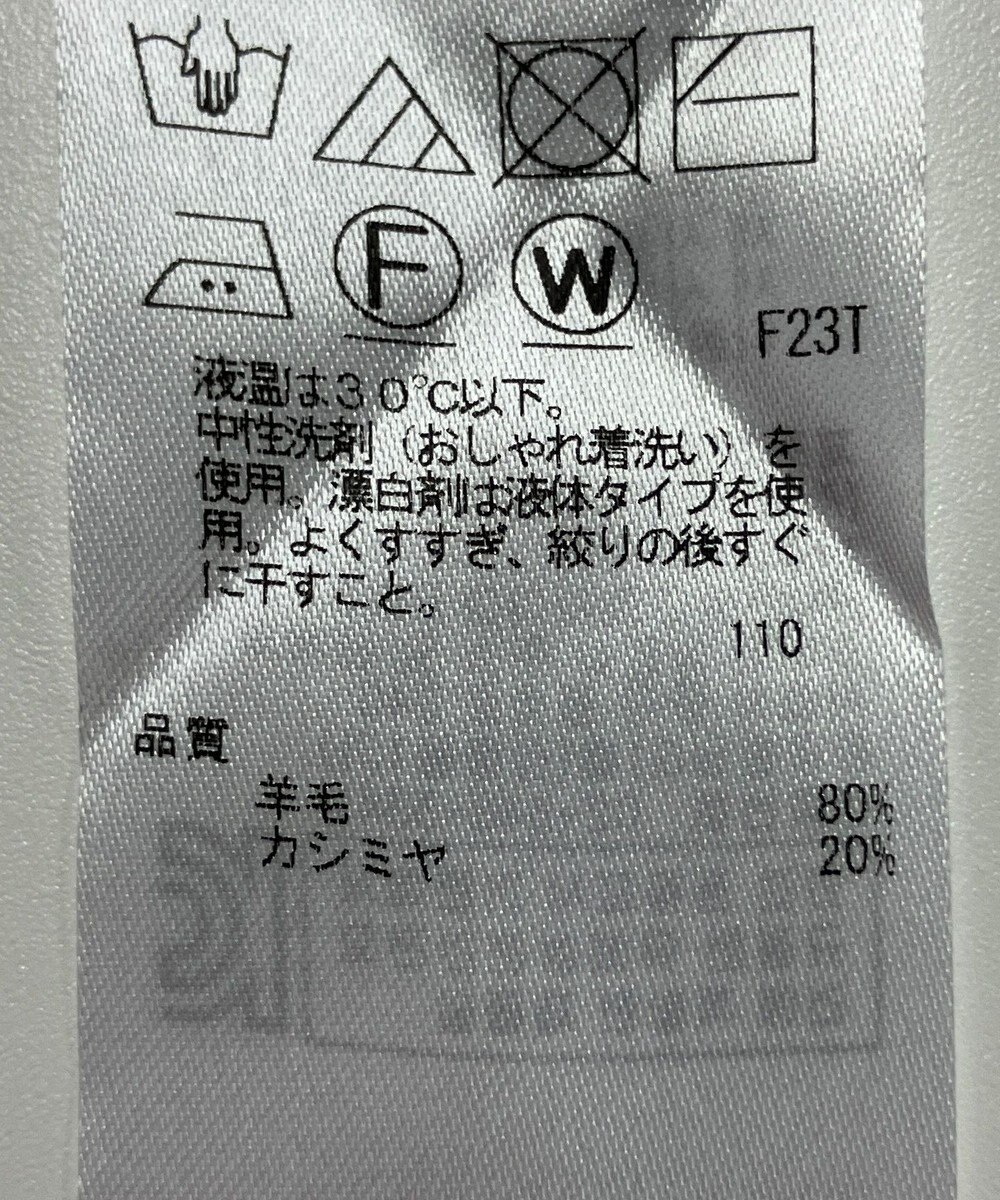 F
W
F23T
液温は３０℃以下。
中性洗剤（おしゃれ着洗い）を
使用。漂白剤は液体タイプを使
用。よくすすぎ、絞りの後すぐ
に干すこと。
110
品質
羊毛 80%
カシミヤ 20%